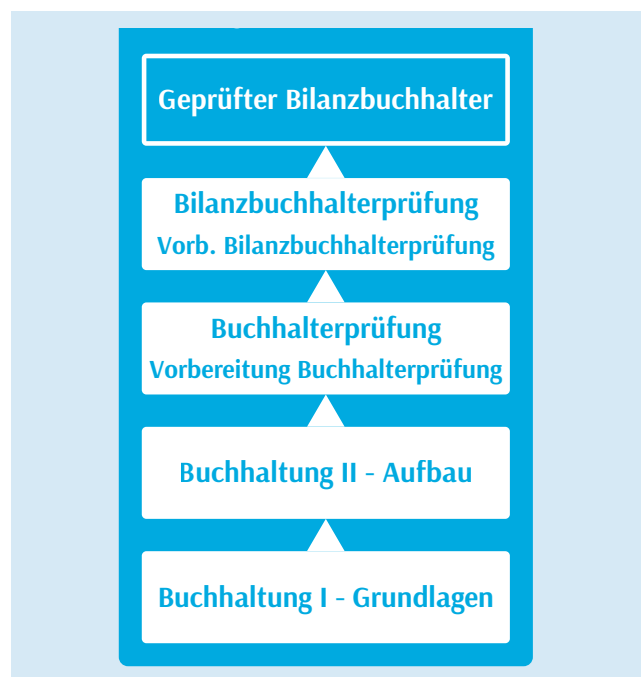 Geprüfter Bilanzbuchhalter
Bilanzbuchhalterprüfung
Vorb. Bilanzbuchhalterprüfung
Buchhalterprüfung
Vorbereitung Buchhalterprüfung
Buchhaltung II - Aufbau
Buchhaltung I - Grundlagen